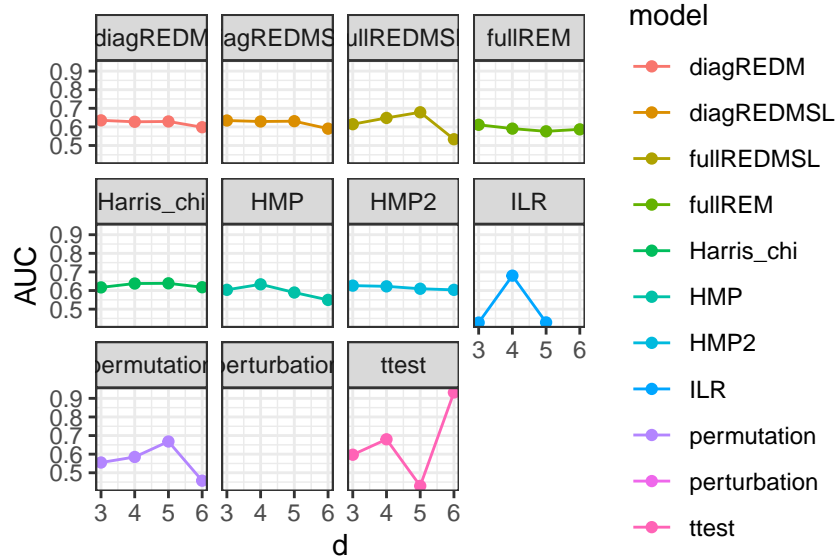 model
diagREDM
agREDMS
ullREDMS
fullREM
0.9
0.8
0.7
0.6
0.5
Harris_chi
HMP
HMP2
ILR
0.9
0.8
0.7
0.6
0.5
3 4 5 6
permutation
perturbation
ttest
0.9
0.8
0.7
0.6
0.5
3 4 5 6
3 4 5 6
3 4 5 6
d
AUC
diagREDM
diagREDMSL
fullREDMSL
fullREM
Harris_chi
HMP
HMP2
ILR
permutation
perturbation
ttest